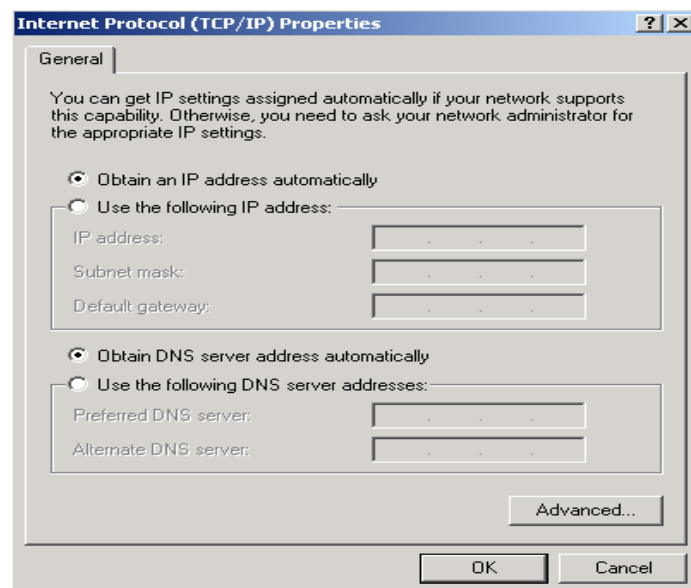 Internet Protocol (TCP/IP) Properties
General
You can get IP settings assigned automatically if your network supports
this capability. Otherwise, you need to ask your network administrator for
the appropriate IP settings.
Obtain an IP address automatically
Use the following IP address:
IP address:
Subnet mask:
Default gateway:
Obtain DNS server address automatically
Use the following DNS server addresses:
Preferred DNS server:
Alternate DNS server:
Advanced...
OK Cancel